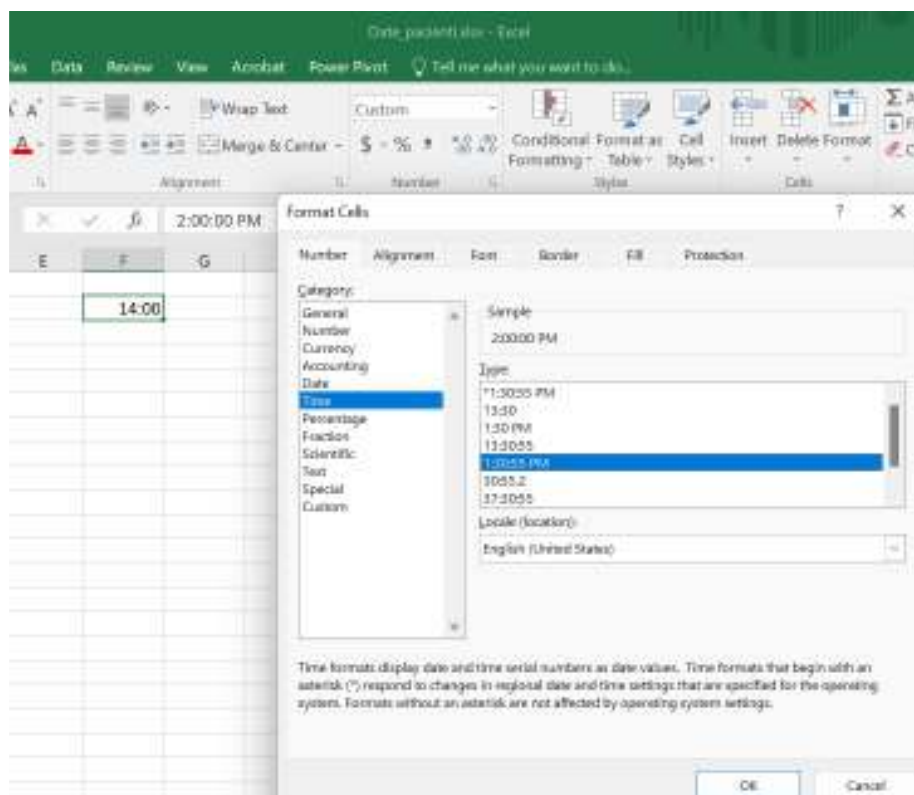 Date_pacienti.xlsx - Excel
Data Review View Acrobat Power Pivot Tell me what you want to do...
Wrap Text Custom
Merge & Center $ % Conditional Formatting Format as Table Cell Styles Insert Delete Format
Alignment Number Styles Cells
fx 2:00:00 PM
E F G
14:00
Format Cells ? X
Number Alignment Font Border Fill Protection
Category:
General
Number
Currency
Accounting
Date
Time
Percentage
Fraction
Scientific
Text
Special
Custom
Sample
2:00:00 PM
Type:
*1:30:55 PM
13:30
1:30 PM
13:30:55
1:30:55 PM
30:55.2
37:30:55
Locale (location):
English (United States)
Time formats display date and time serial numbers as date values. Time formats that begin with an
asterisk (*) respond to changes in regional date and time settings that are specified for the operating
system. Formats without an asterisk are not affected by operating system settings.
OK Cancel